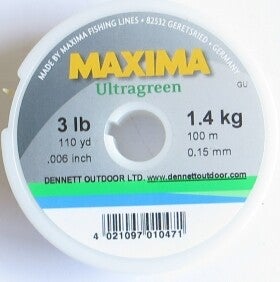 MADE BY MAXIMA FISHING LINES • 82532 GERETSRIED • GERMANY
MAXIMA
Ultragreen
GU
3 lb 1.4 kg
110 yd 100 m
.006 inch 0.15 mm
DENNETT OUTDOOR LTD. www.dennettoutdoor.com
4 021097 010471